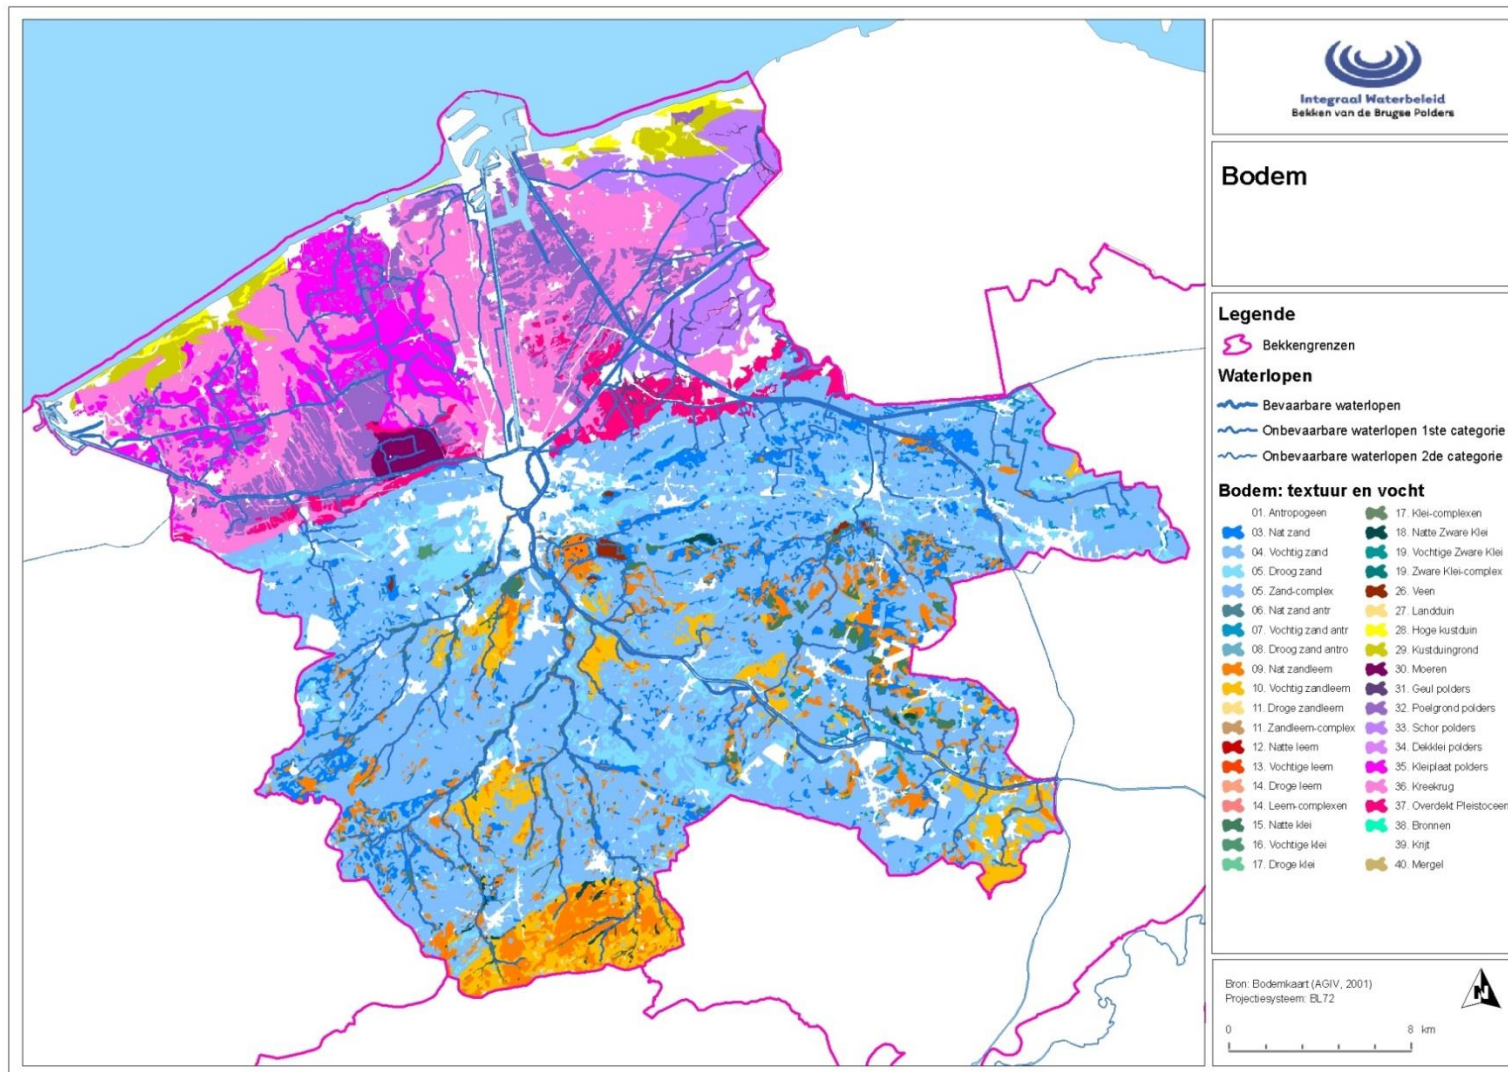 Integraal Waterbeleid
Bekken van de Brugse Polders
Bodem
Legende
Bekkengrenzen
Waterlopen
Bevaarbare waterlopen
Onbevaarbare waterlopen 1ste categorie
Onbevaarbare waterlopen 2de categorie
Bodem: textuur en vocht
01. Antropogeen
03. Nat zand
04. Vochtig zand
05. Droog zand
05. Zand-complex
06. Nat zand antr
07. Vochtig zand antr
08. Droog zand antro
09. Nat zandleem
10. Vochtig zandleem
11. Droge zandleem
11. Zandleem-complex
12. Natte leem
13. Vochtige leem
14. Droge leem
14. Leem-complexen
15. Natte klei
16. Vochtige klei
17. Droge klei
17. Klei-complexen
18. Natte Zware Klei
19. Vochtige Zware Klei
19. Zware Klei-complex
26. Veen
27. Landduin
28. Hoge kustduin
29. Kustduingrond
30. Moeren
31. Geul polders
32. Poelgrond polders
33. Schor polders
34. Dekklei polders
35. Kleiplaat polders
36. Kreekrug
37. Overdekt Pleistoceen
38. Bronnen
39. Krijt
40. Mergel
Bron: Bodemkaart (AGIV, 2001)
Projectiesysteem: BL72
N
0 8 km